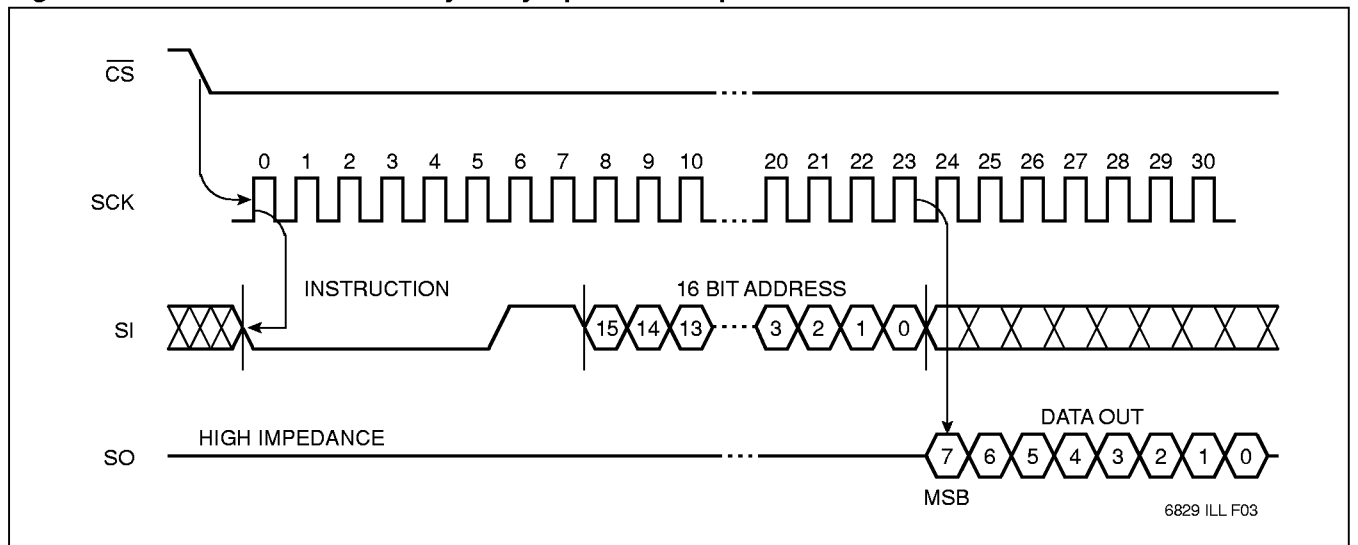 CS
0 1 2 3 4 5 6 7 8 9 10 20 21 22 23 24 25 26 27 28 29 30
SCK
INSTRUCTION
16 BIT ADDRESS
SI
15 14 13 3 2 1 0
DATA OUT
HIGH IMPEDANCE
SO
7 6 5 4 3 2 1 0
MSB
6829 ILL F03